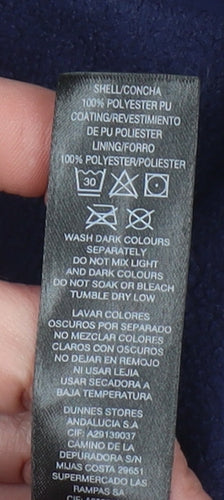 SHELL/CONCHA
100% POLYESTER PU
COATING/REVESTIMENTO
DE PU POLIESTER
LINING/FORRO
100% POLYESTER/POLIESTER
30
WASH DARK COLOURS
SEPARATELY
DO NOT MIX LIGHT
AND DARK COLOURS
DO NOT SOAK OR BLEACH
TUMBLE DRY LOW
LAVAR COLORES
OSCUROS POR SEPARADO
NO MEZCLAR COLORES
CLAROS CON OSCUROS
NO DEJAR EN REMOJO
NI USAR LEJIA
USAR SECADORA A
BAJA TEMPERATURA
DUNNES STORES
ANDALUCIA S.A
CIF: A29139037
CAMINO DE LA
DEPURADORA S/N
MIJAS COSTA 29651
SUPERMERCADO LAS
RAMPAS SA